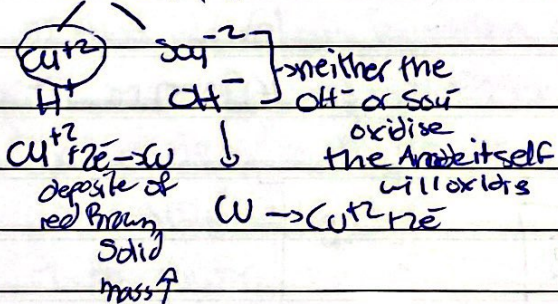 Cu+2 SO4-2
H+ OH- → neither the OH- or SO4- oxidise the Anode itself will oxidis
Cu+2 + 2e- → Cu
deposite of red Brown Solid mass ↑
Cu → Cu+2 + 2e-